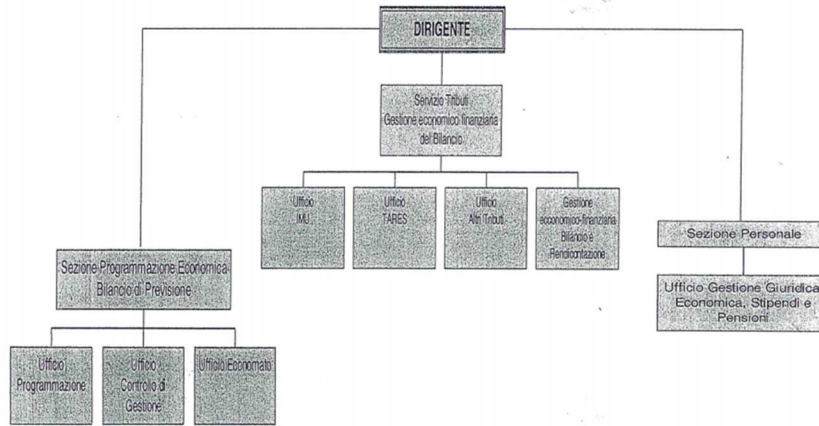 DIRIGENTE
Servizio Tributi
Gestione economico finanziaria
del Bilancio
Ufficio
IMU
Ufficio
TARES
Ufficio
Altri Tributi
Gestione
economico-finanziaria
Bilancio e
Rendicontazione
Sezione Personale
Ufficio Gestione Giuridica
Economica, Stipendi e
Pensioni
Sezione Programmazione Economica
Bilancio di Previsione
Ufficio
Programmazione
Ufficio
Controllo di
Gestione
Ufficio Economato